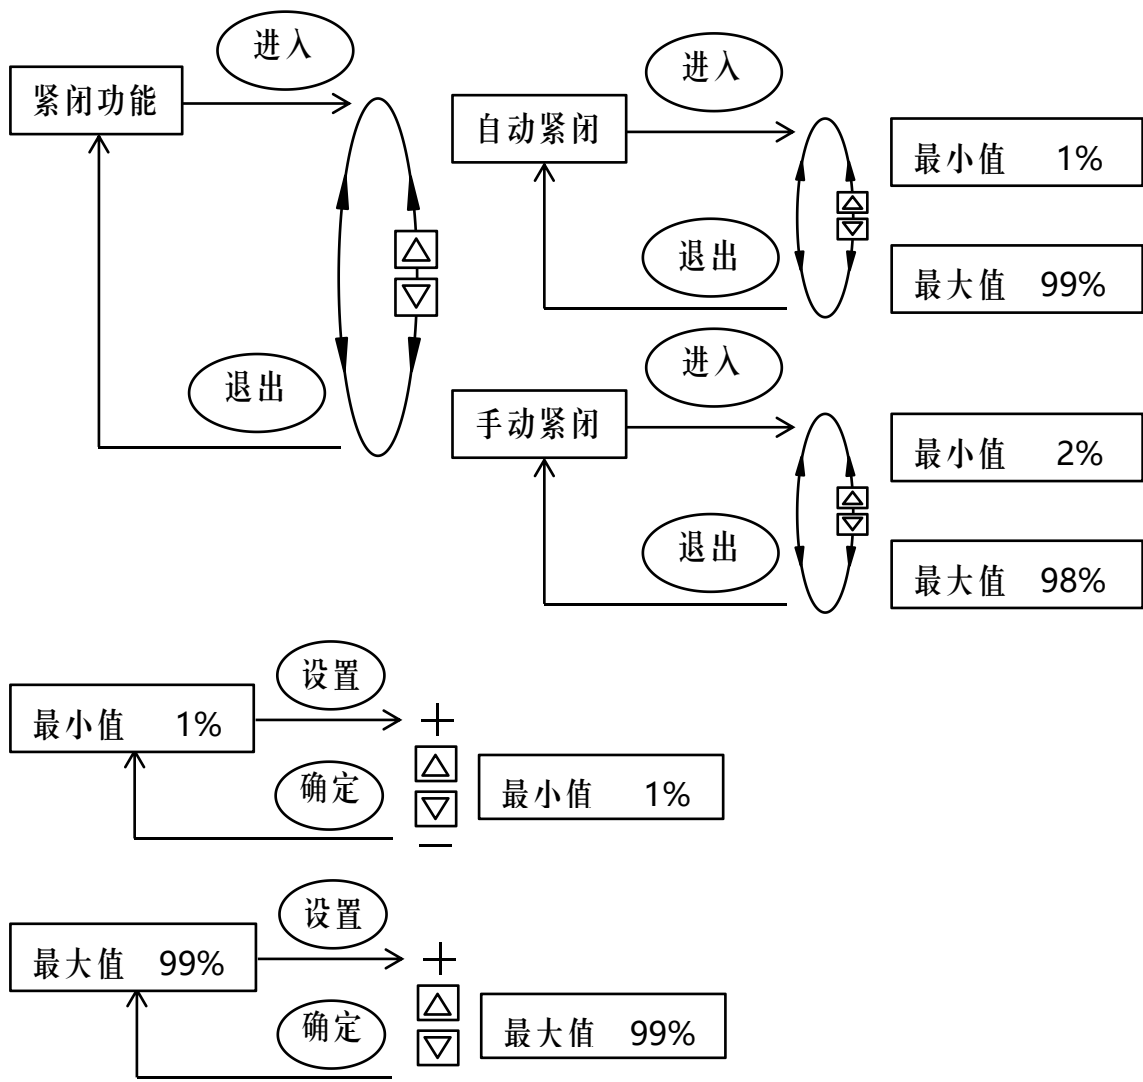 紧闭功能
进入
退出
自动紧闭
进入
退出
最小值 1%
最大值 99%
手动紧闭
进入
退出
最小值 2%
最大值 98%
最小值 1%
设置
确定
+
−
最小值 1%
最大值 99%
设置
确定
+
最大值 99%